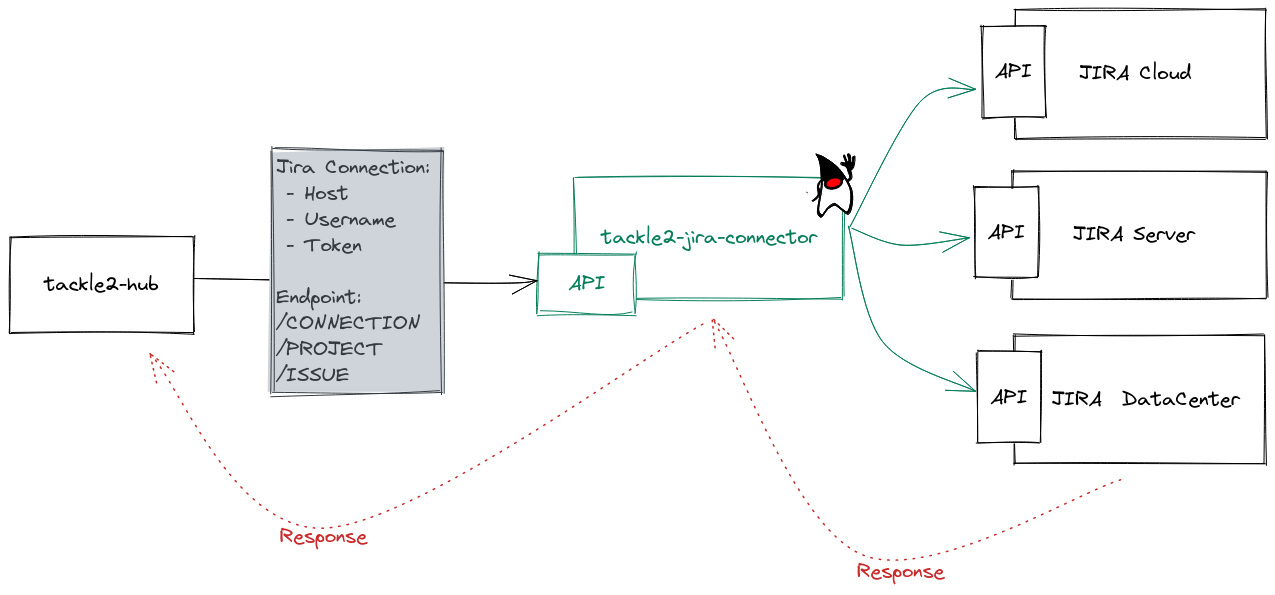 tackle2-hub
Jira Connection:
- Host
- Username
- Token
Endpoint:
/CONNECTION
/PROJECT
/ISSUE
tackle2-jira-connector
API
API
JIRA Cloud
API
JIRA Server
API
JIRA DataCenter
Response
Response